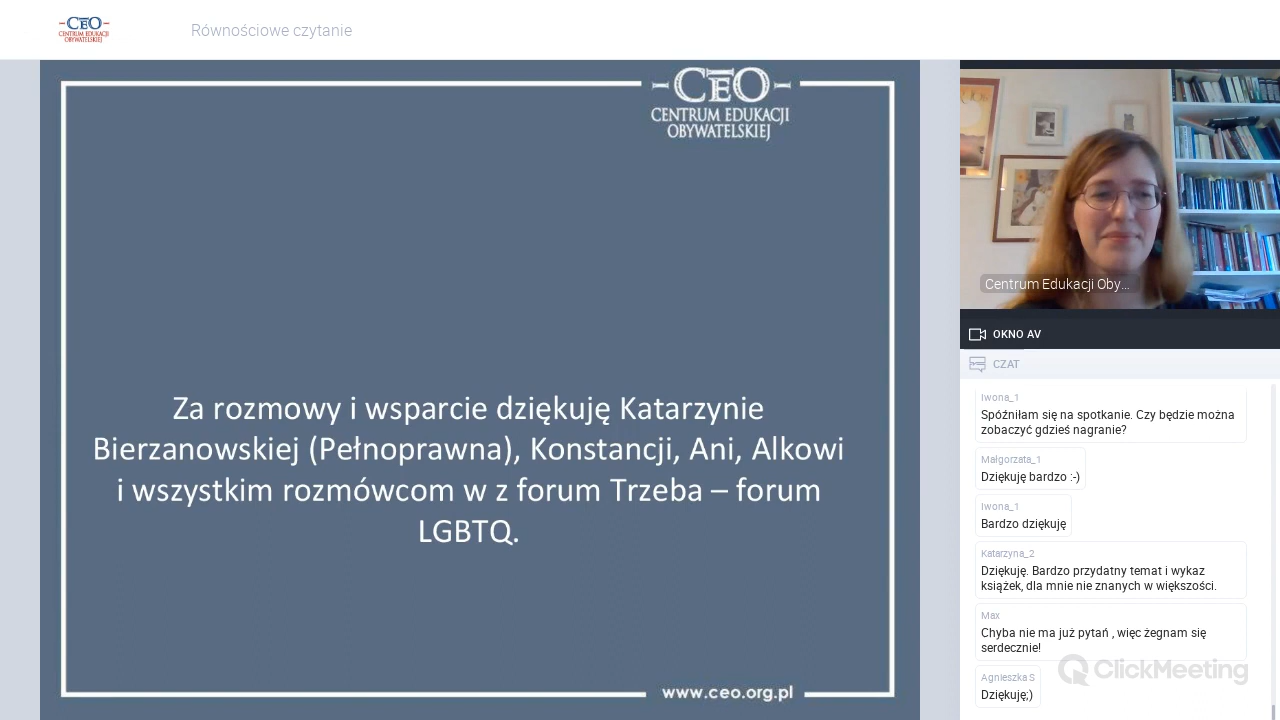 CEO
CENTRUM EDUKACJI
OBYWATELSKIEJ
Równościowe czytanie
CEO
CENTRUM EDUKACJI
OBYWATELSKIEJ
Za rozmowy i wsparcie dziękuję Katarzynie
Bierzanowskiej (Pełnoprawna), Konstancji, Ani, Alkowi
i wszystkim rozmówcom w z forum Trzeba – forum
LGBTQ.
www.ceo.org.pl
Centrum Edukacji Oby...
OKNO AV
CZAT
Iwona_1
Spóźniłam się na spotkanie. Czy będzie można
zobaczyć gdzieś nagranie?
Małgorzata_1
Dziękuję bardzo :-)
Iwona_1
Bardzo dziękuję
Katarzyna_2
Dziękuję. Bardzo przydatny temat i wykaz
książek, dla mnie nie znanych w większości.
Max
Chyba nie ma już pytań , więc żegnam się
serdecznie!
Agnieszka S
Dziękuję;)
ClickMeeting